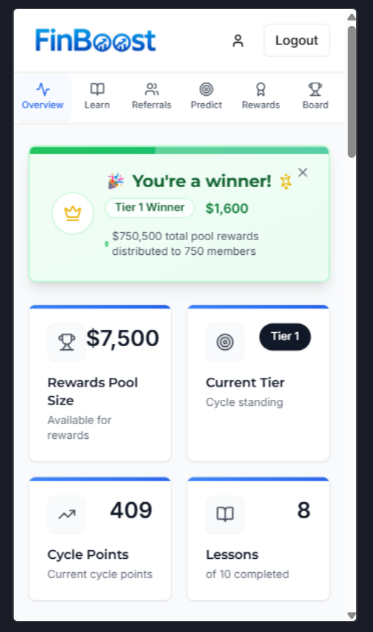 FinBoost
Logout
Overview
Learn
Referrals
Predict
Rewards
Board
🎉 You're a winner! 🌟
Tier 1 Winner
$1,600
$750,500 total pool rewards
distributed to 750 members
$7,500
Rewards Pool
Size
Available for
rewards
Tier 1
Current Tier
Cycle standing
409
Cycle Points
Current cycle points
8
Lessons
of 10 completed